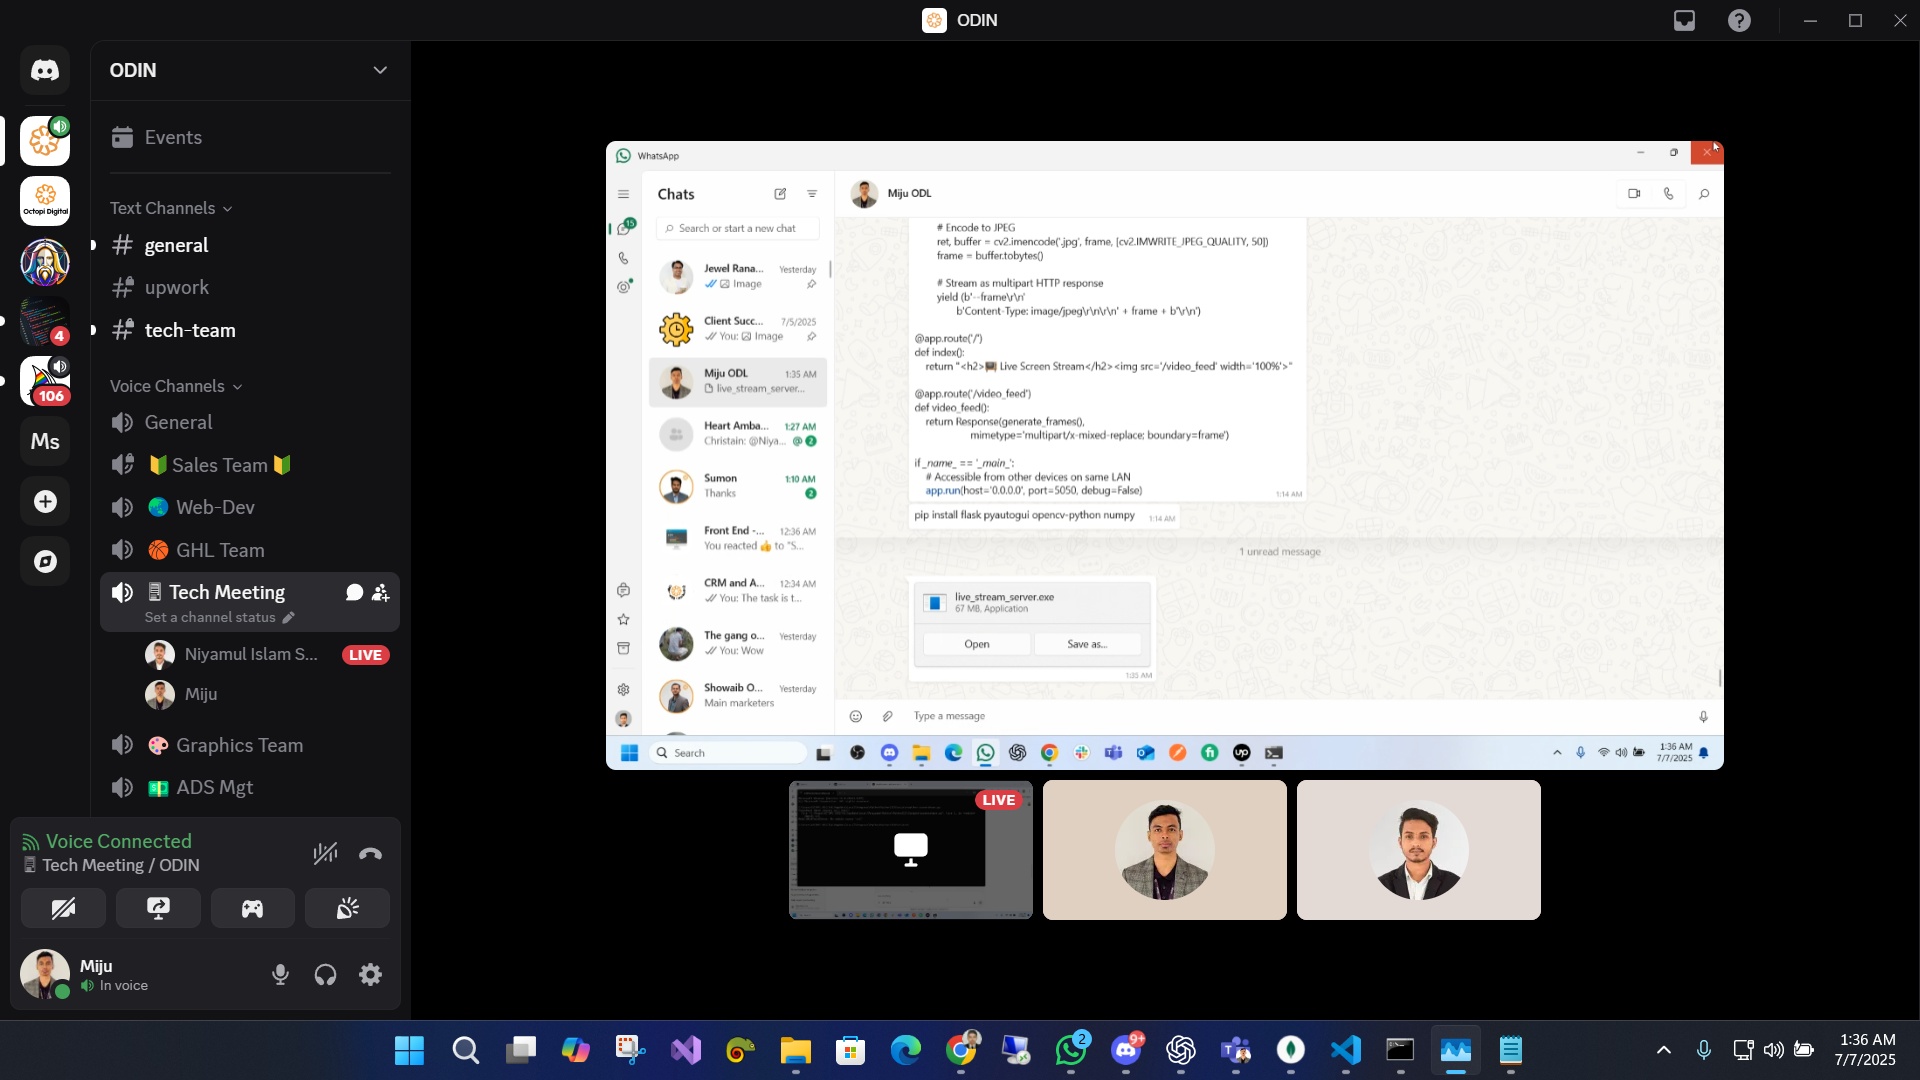 ODIN
ODIN
Events
Octopi Digital
Text Channels
general
upwork
tech-team
4
Voice Channels
106
General
Ms
Sales Team
Web-Dev
GHL Team
Tech Meeting
Set a channel status
Niyamul Islam S...
LIVE
Miju
Graphics Team
ADS Mgt
Voice Connected
Tech Meeting / ODIN
Miju
In voice
WhatsApp
Chats
Miju ODL
15
Search or start a new chat
Jewel Rana...
Yesterday
Image
Client Succ...
7/5/2025
You: Image
Miju ODL
1:35 AM
live_stream_server...
Heart Amba...
1:27 AM
Christain: @Niya...
@ 2
Sumon
1:10 AM
Thanks
2
Front End -...
12:36 AM
You reacted 👍 to "S...
CRM and A...
12:34 AM
You: The task is t...
The gang o...
Yesterday
You: Wow
Showaib O...
Yesterday
Main marketers
# Encode to JPEG
ret, buffer = cv2.imencode('.jpg', frame, [cv2.IMWRITE_JPEG_QUALITY, 50])
frame = buffer.tobytes()
# Stream as multipart HTTP response
yield (b'--frame\r\n'
b'Content-Type: image/jpeg\r\n\r\n' + frame + b'\r\n')
@app.route('/')
def index():
return "<h2> Live Screen Stream</h2><img src='/video_feed' width='100%'>"
@app.route('/video_feed')
def video_feed():
return Response(generate_frames(),
mimetype='multipart/x-mixed-replace; boundary=frame')
if _name_ == '_main_':
# Accessible from other devices on same LAN
app.run(host='0.0.0.0', port=5050, debug=False)
1:14 AM
pip install flask pyautogui opencv-python numpy
1:14 AM
1 unread message
live_stream_server.exe
67 MB, Application
Open
Save as...
1:35 AM
Type a message
Search
1:36 AM
7/7/2025
LIVE
2
9+
1:36 AM
7/7/2025